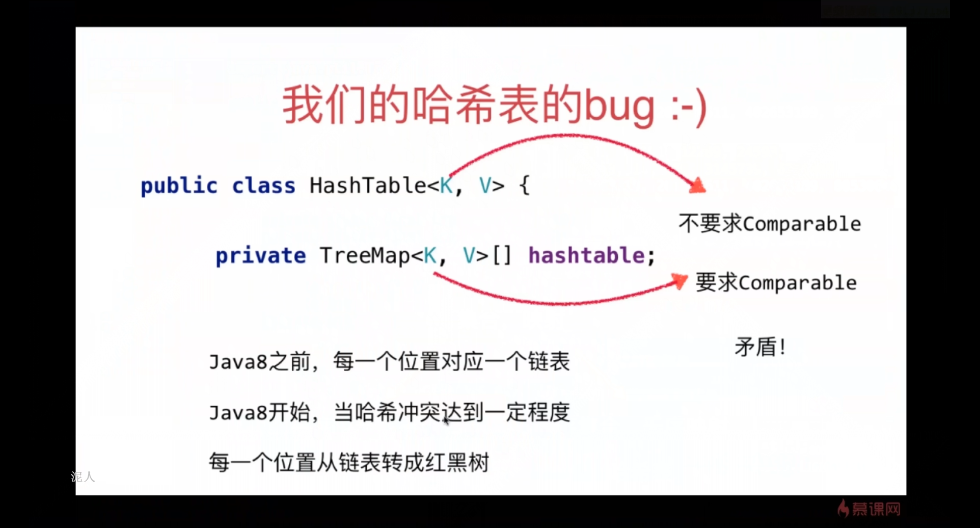 我们的哈希表的bug :-)
public class HashTable<K, V> {
不要求Comparable
private TreeMap<K, V>[] hashtable;
要求Comparable
矛盾!
Java8之前，每一个位置对应一个链表
Java8开始，当哈希冲突达到一定程度
每一个位置从链表转成红黑树
泥人
慕课网